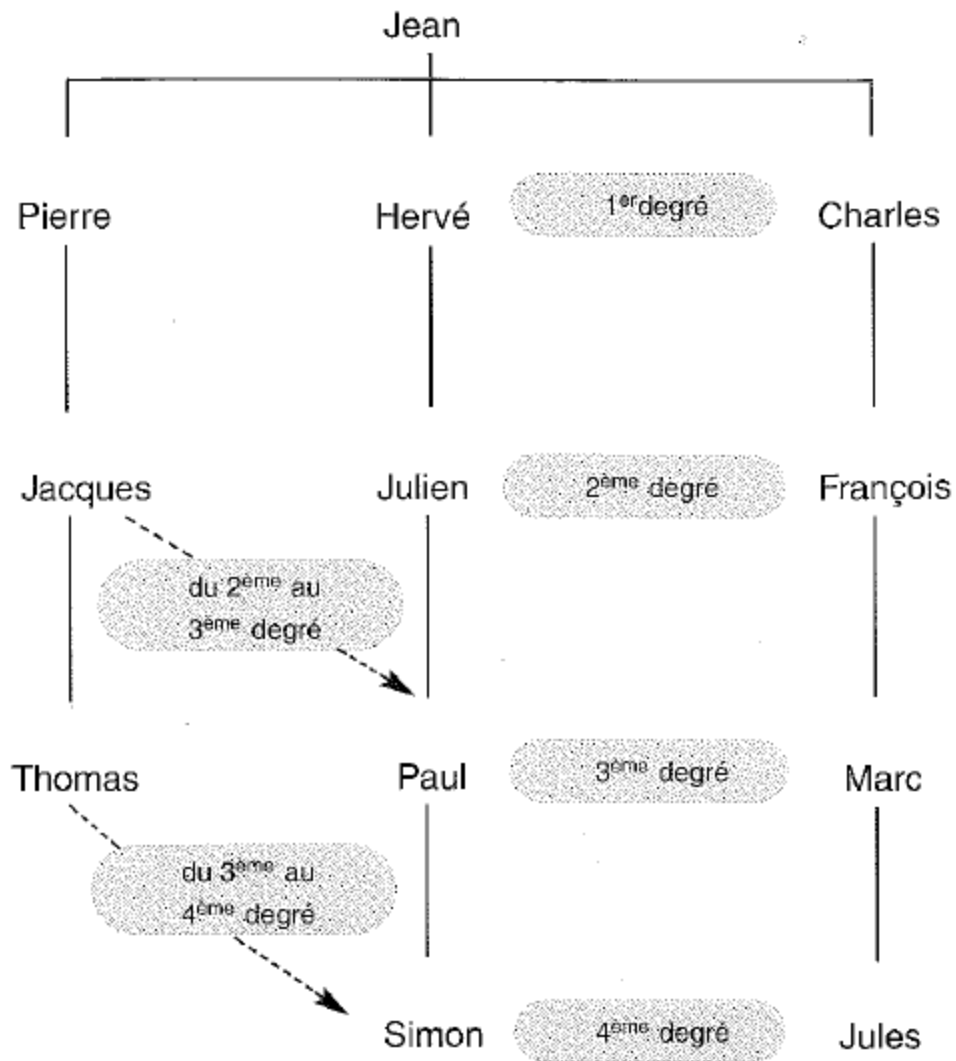 Jean
Pierre
Hervé
1er degré
Charles
Jacques
Julien
2ème degré
François
du 2ème au
3ème degré
Thomas
Paul
3ème degré
Marc
du 3ème au
4ème degré
Simon
4ème degré
Jules